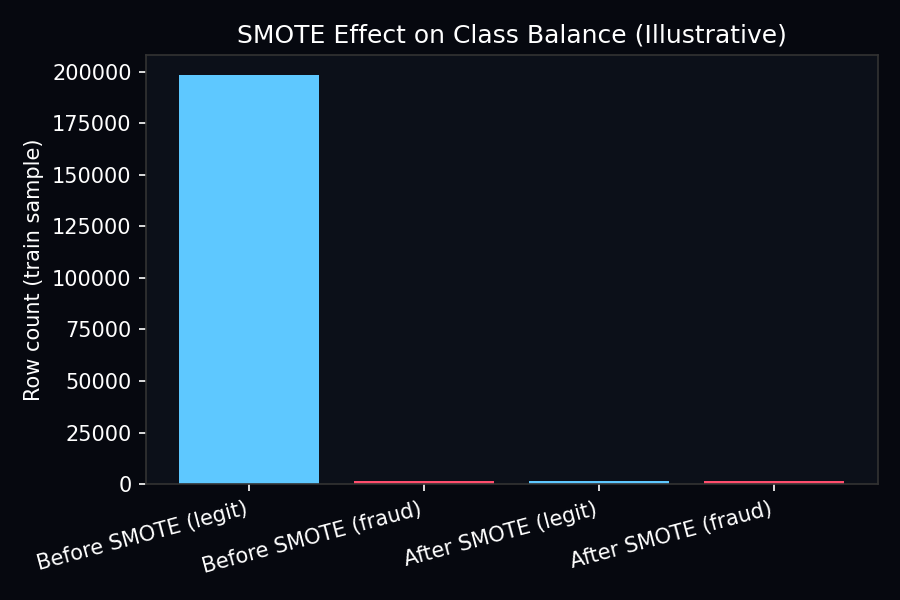 SMOTE Effect on Class Balance (Illustrative)
Row count (train sample)
200000
175000
150000
125000
100000
75000
50000
25000
0
Before SMOTE (legit)
Before SMOTE (fraud)
After SMOTE (legit)
After SMOTE (fraud)